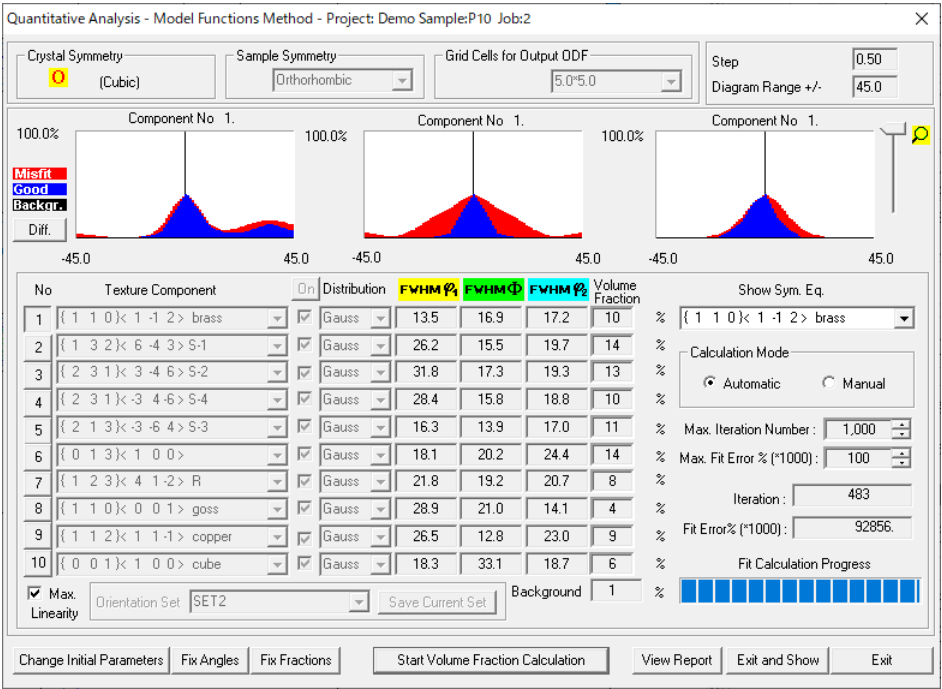 Quantitative Analysis - Model Functions Method - Project: Demo Sample:P10 Job:2
Crystal Symmetry
O (Cubic)
Sample Symmetry
Orthorhombic
Grid Cells for Output ODF
5.0*5.0
Step 0.50
Diagram Range +/- 45.0
Component No 1. Component No 1. Component No 1.
100.0% 100.0% 100.0%
Misfit
Good
Backgr.
Diff.
-45.0 45.0 -45.0 45.0 -45.0 45.0
No Texture Component On Distribution FWHM φ1 FWHM Φ FWHM φ2 Volume Fraction
1 { 1 1 0}< 1 -1 2> brass Gauss 13.5 16.9 17.2 10 %
2 { 1 3 2}< 6 -4 3> S-1 Gauss 26.2 15.5 19.7 14 %
3 { 2 3 1}< 3 -4 6> S-2 Gauss 31.8 17.3 19.3 13 %
4 { 2 3 1}< -3 4 -6> S-4 Gauss 28.4 15.8 18.8 10 %
5 { 2 1 3}< -3 -6 4> S-3 Gauss 16.3 13.9 17.0 11 %
6 { 0 1 3}< 1 0 0> Gauss 18.1 20.2 24.4 14 %
7 { 1 2 3}< 4 1 -2> R Gauss 21.8 19.2 20.7 8 %
8 { 1 1 0}< 0 0 1> goss Gauss 28.9 21.0 14.1 4 %
9 { 1 1 2}< 1 1 -1> copper Gauss 26.5 12.8 23.0 9 %
10 { 0 0 1}< 1 0 0> cube Gauss 18.3 33.1 18.7 6 %
Max. Linearity
Orientation Set SET2 Save Current Set
Background 1 %
Show Sym. Eq.
{ 1 1 0}< 1 -1 2> brass
Calculation Mode
Automatic Manual
Max. Iteration Number : 1,000
Max. Fit Error % (*1000) : 100
Iteration : 483
Fit Error% (*1000) : 92856.
Fit Calculation Progress
Change Initial Parameters Fix Angles Fix Fractions Start Volume Fraction Calculation View Report Exit and Show Exit